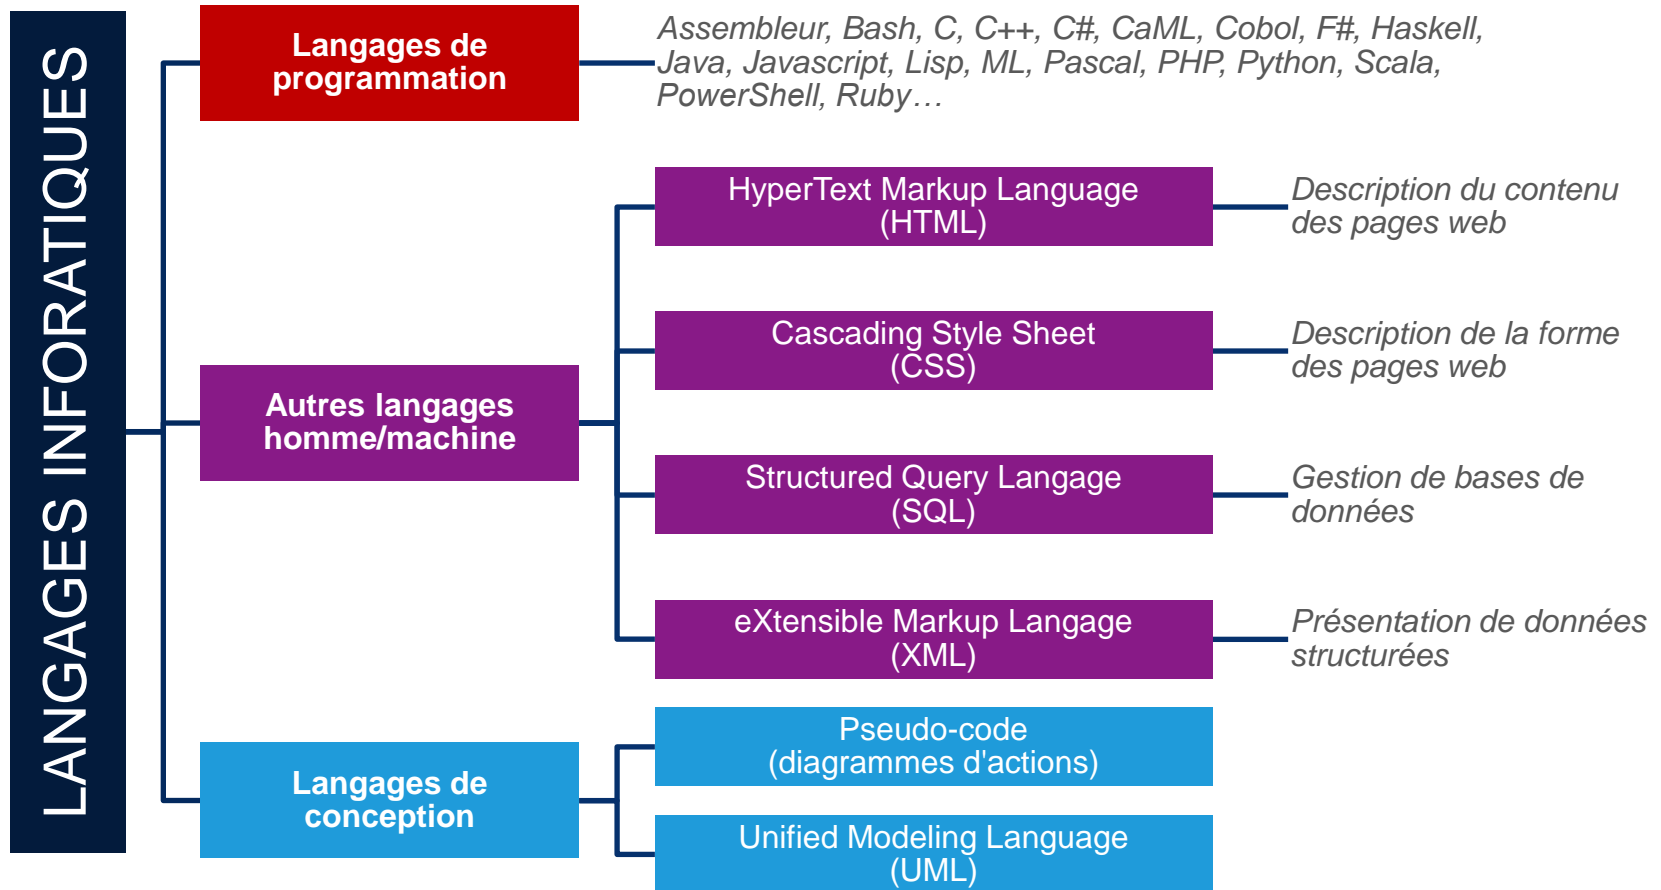 LANGAGES INFORATIQUES
Langages de
programmation
Assembleur, Bash, C, C++, C#, CaML, Cobol, F#, Haskell,
Java, Javascript, Lisp, ML, Pascal, PHP, Python, Scala,
PowerShell, Ruby…
Autres langages
homme/machine
HyperText Markup Language
(HTML)
Description du contenu
des pages web
Cascading Style Sheet
(CSS)
Description de la forme
des pages web
Structured Query Langage
(SQL)
Gestion de bases de
données
eXtensible Markup Langage
(XML)
Présentation de données
structurées
Langages de
conception
Pseudo-code
(diagrammes d'actions)
Unified Modeling Language
(UML)